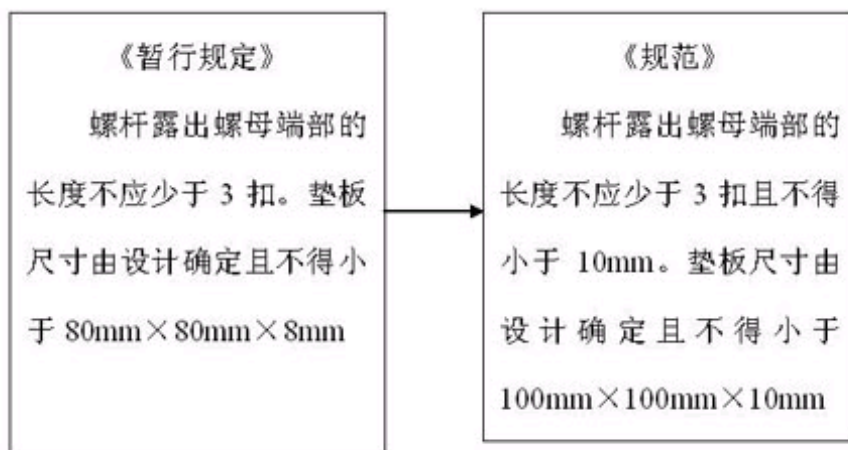 《暂行规定》
螺杆露出螺母端部的
长度不应少于 3 扣。垫板
尺寸由设计确定且不得小
于 80mm×80mm×8mm
《规范》
螺杆露出螺母端部的
长度不应少于 3 扣且不得
小于 10mm。垫板尺寸由
设计确定且不得小于
100mm×100mm×10mm